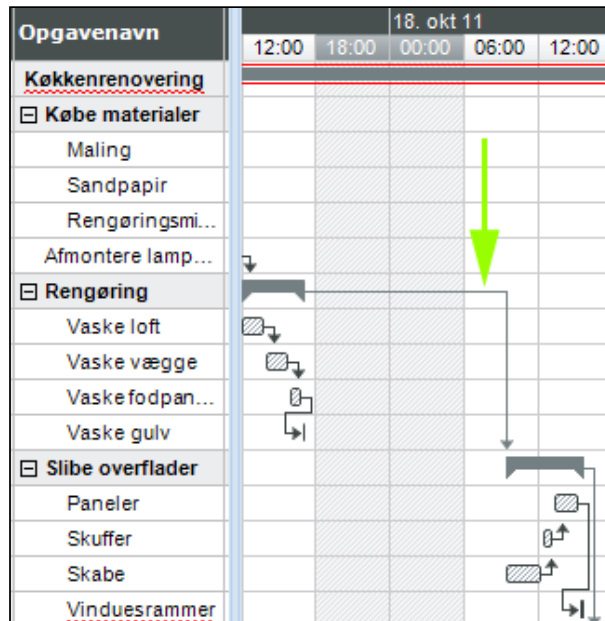 Opgavenavn
18. okt 11
12:00 18:00 00:00 06:00 12:00
Køkkenrenovering
Købe materialer
Maling
Sandpapir
Rengøringsmi...
Afmontere lamp...
Rengøring
Vaske loft
Vaske vægge
Vaske fodpan...
Vaske gulv
Slibe overflader
Paneler
Skuffer
Skabe
Vinduesrammer